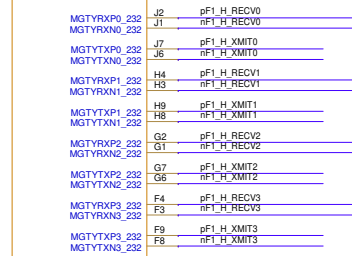 MGTYRXP0_232 J2 pF1_H_RECV0
MGTYRXN0_232 J1 nF1_H_RECV0
MGTYTXP0_232 J7 pF1_H_XMIT0
MGTYTXN0_232 J6 nF1_H_XMIT0
MGTYRXP1_232 H4 pF1_H_RECV1
MGTYRXN1_232 H3 nF1_H_RECV1
MGTYTXP1_232 H9 pF1_H_XMIT1
MGTYTXN1_232 H8 nF1_H_XMIT1
MGTYRXP2_232 G2 pF1_H_RECV2
MGTYRXN2_232 G1 nF1_H_RECV2
MGTYTXP2_232 G7 pF1_H_XMIT2
MGTYTXN2_232 G6 nF1_H_XMIT2
MGTYRXP3_232 F4 pF1_H_RECV3
MGTYRXN3_232 F3 nF1_H_RECV3
MGTYTXP3_232 F9 pF1_H_XMIT3
MGTYTXN3_232 F8 nF1_H_XMIT3